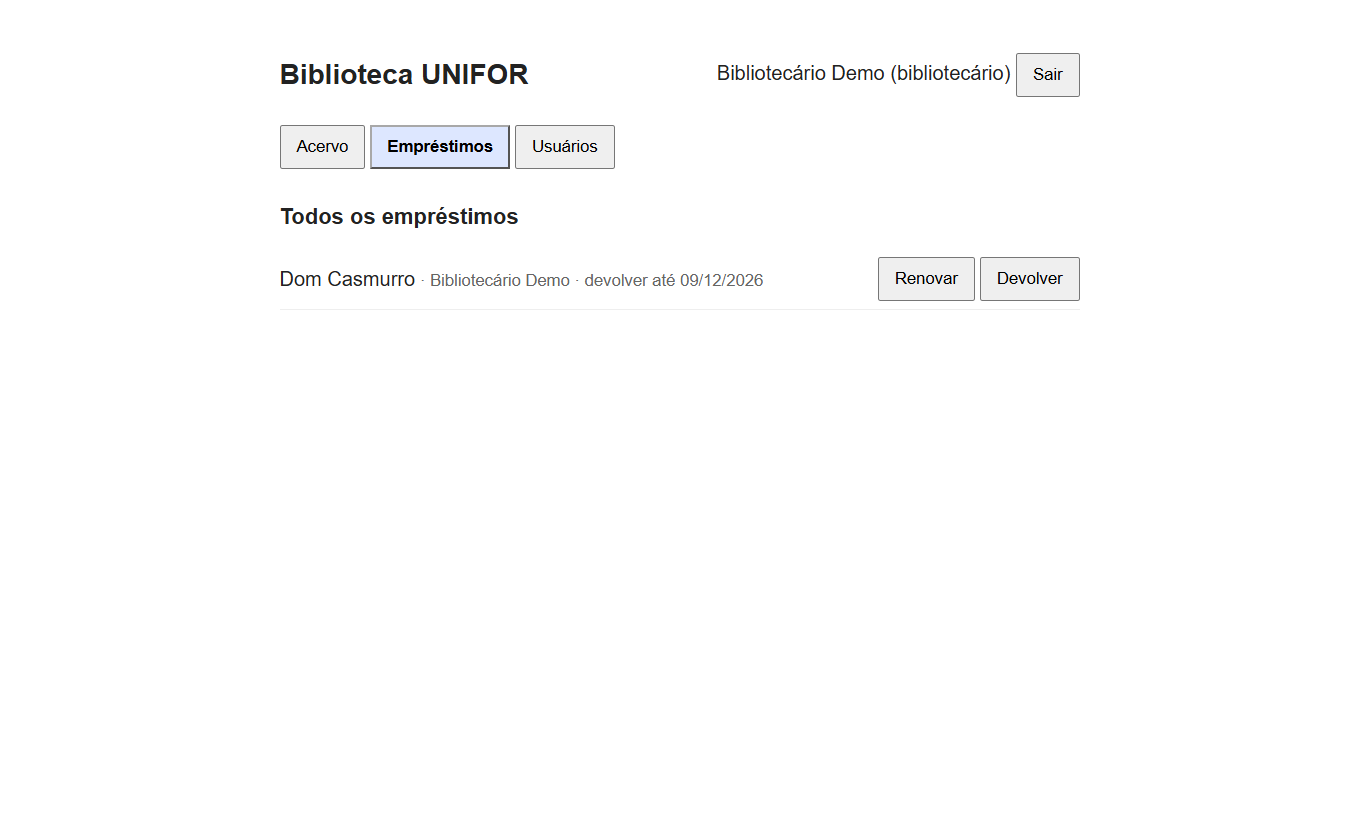 Biblioteca UNIFOR
Bibliotecário Demo (bibliotecário) Sair
Acervo Empréstimos Usuários
Todos os empréstimos
Dom Casmurro · Bibliotecário Demo · devolver até 09/12/2026 Renovar Devolver